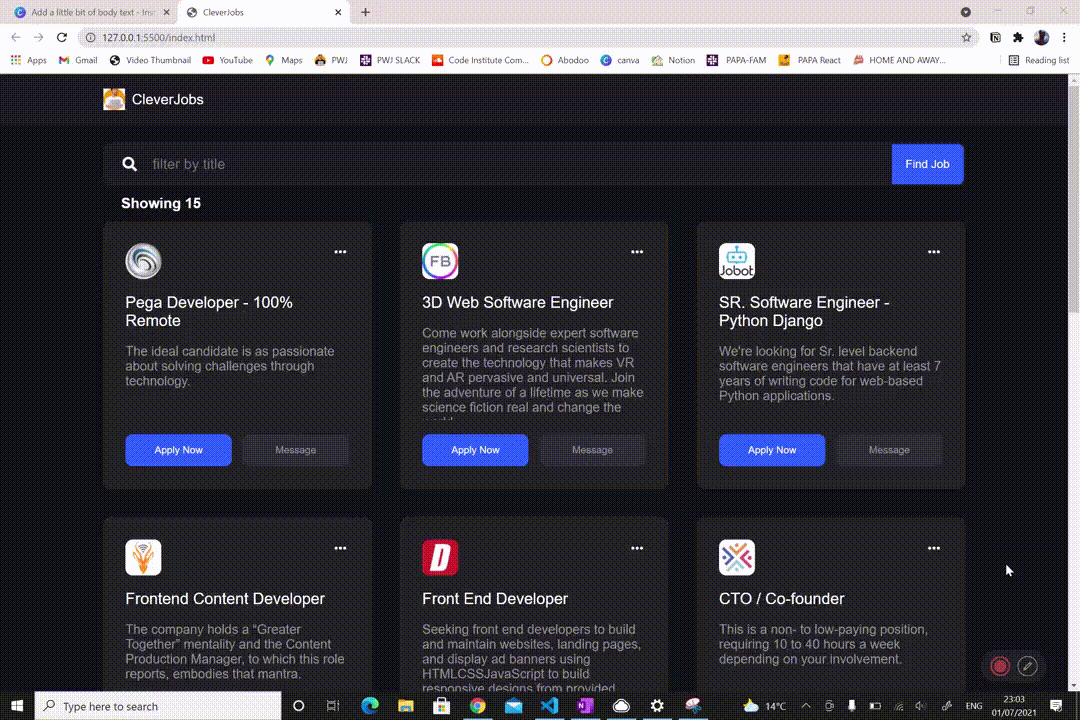 Add a little bit of body text - Ins
CleverJobs
127.0.0.1:5500/index.html
Apps
Gmail
Video Thumbnail
YouTube
Maps
PWJ
PWJ SLACK
Code Institute Com...
Abodoo
canva
Notion
PAPA-FAM
PAPA React
HOME AND AWAY...
Reading list
CleverJobs
filter by title
Find Job
Showing 15
Pega Developer - 100%
Remote
The ideal candidate is as passionate
about solving challenges through
technology.
Apply Now
Message
FB
3D Web Software Engineer
Come work alongside expert software
engineers and research scientists to
create the technology that makes VR
and AR pervasive and universal. Join
the adventure of a lifetime as we make
science fiction real and change the
Apply Now
Message
Jobot
SR. Software Engineer -
Python Django
We're looking for Sr. level backend
software engineers that have at least 7
years of writing code for web-based
Python applications.
Apply Now
Message
Frontend Content Developer
The company holds a “Greater
Together” mentality and the Content
Production Manager, to which this role
reports, embodies that mantra.
D
Front End Developer
Seeking front end developers to build
and maintain websites, landing pages,
and display ad banners using
HTMLCSSJavaScript to build
responsive designs from provided
CTO / Co-founder
This is a non- to low-paying position,
requiring 10 to 40 hours a week
depending on your involvement.
Type here to search
14°C
ENG
23:03
01/07/2021